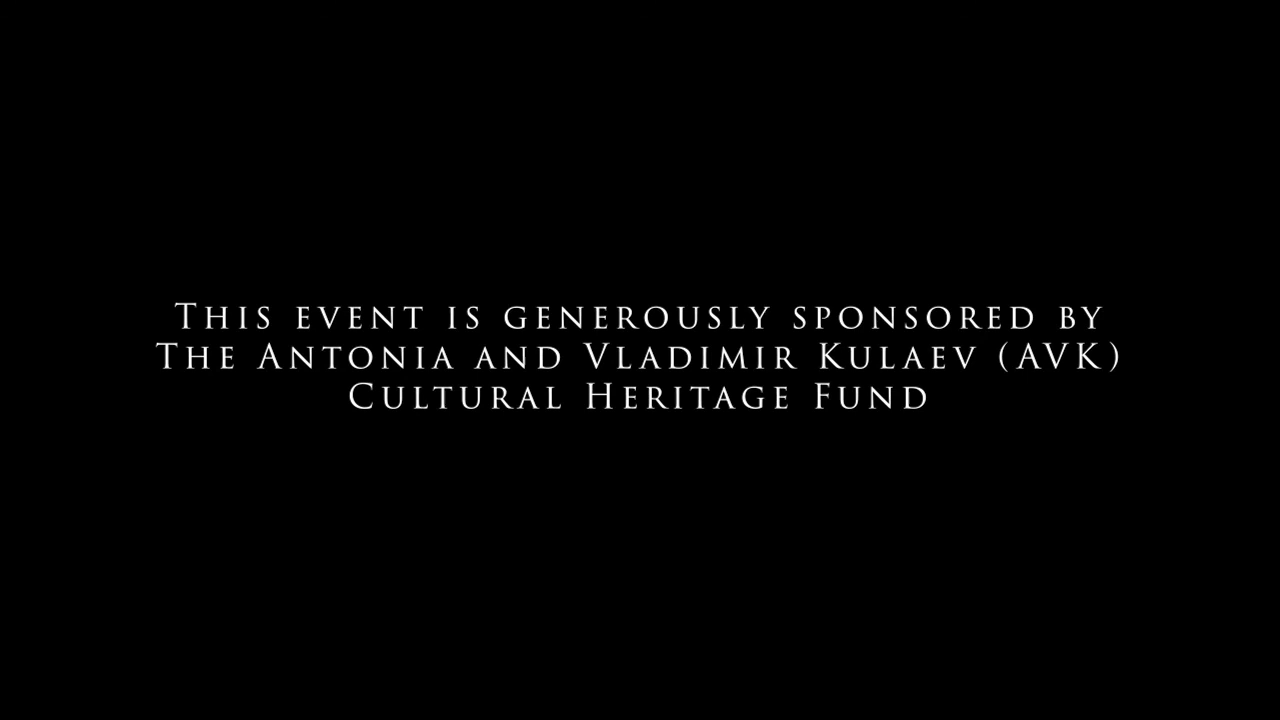 This event is generously sponsored by
The Antonia and Vladimir Kulaev (AVK)
Cultural Heritage Fund